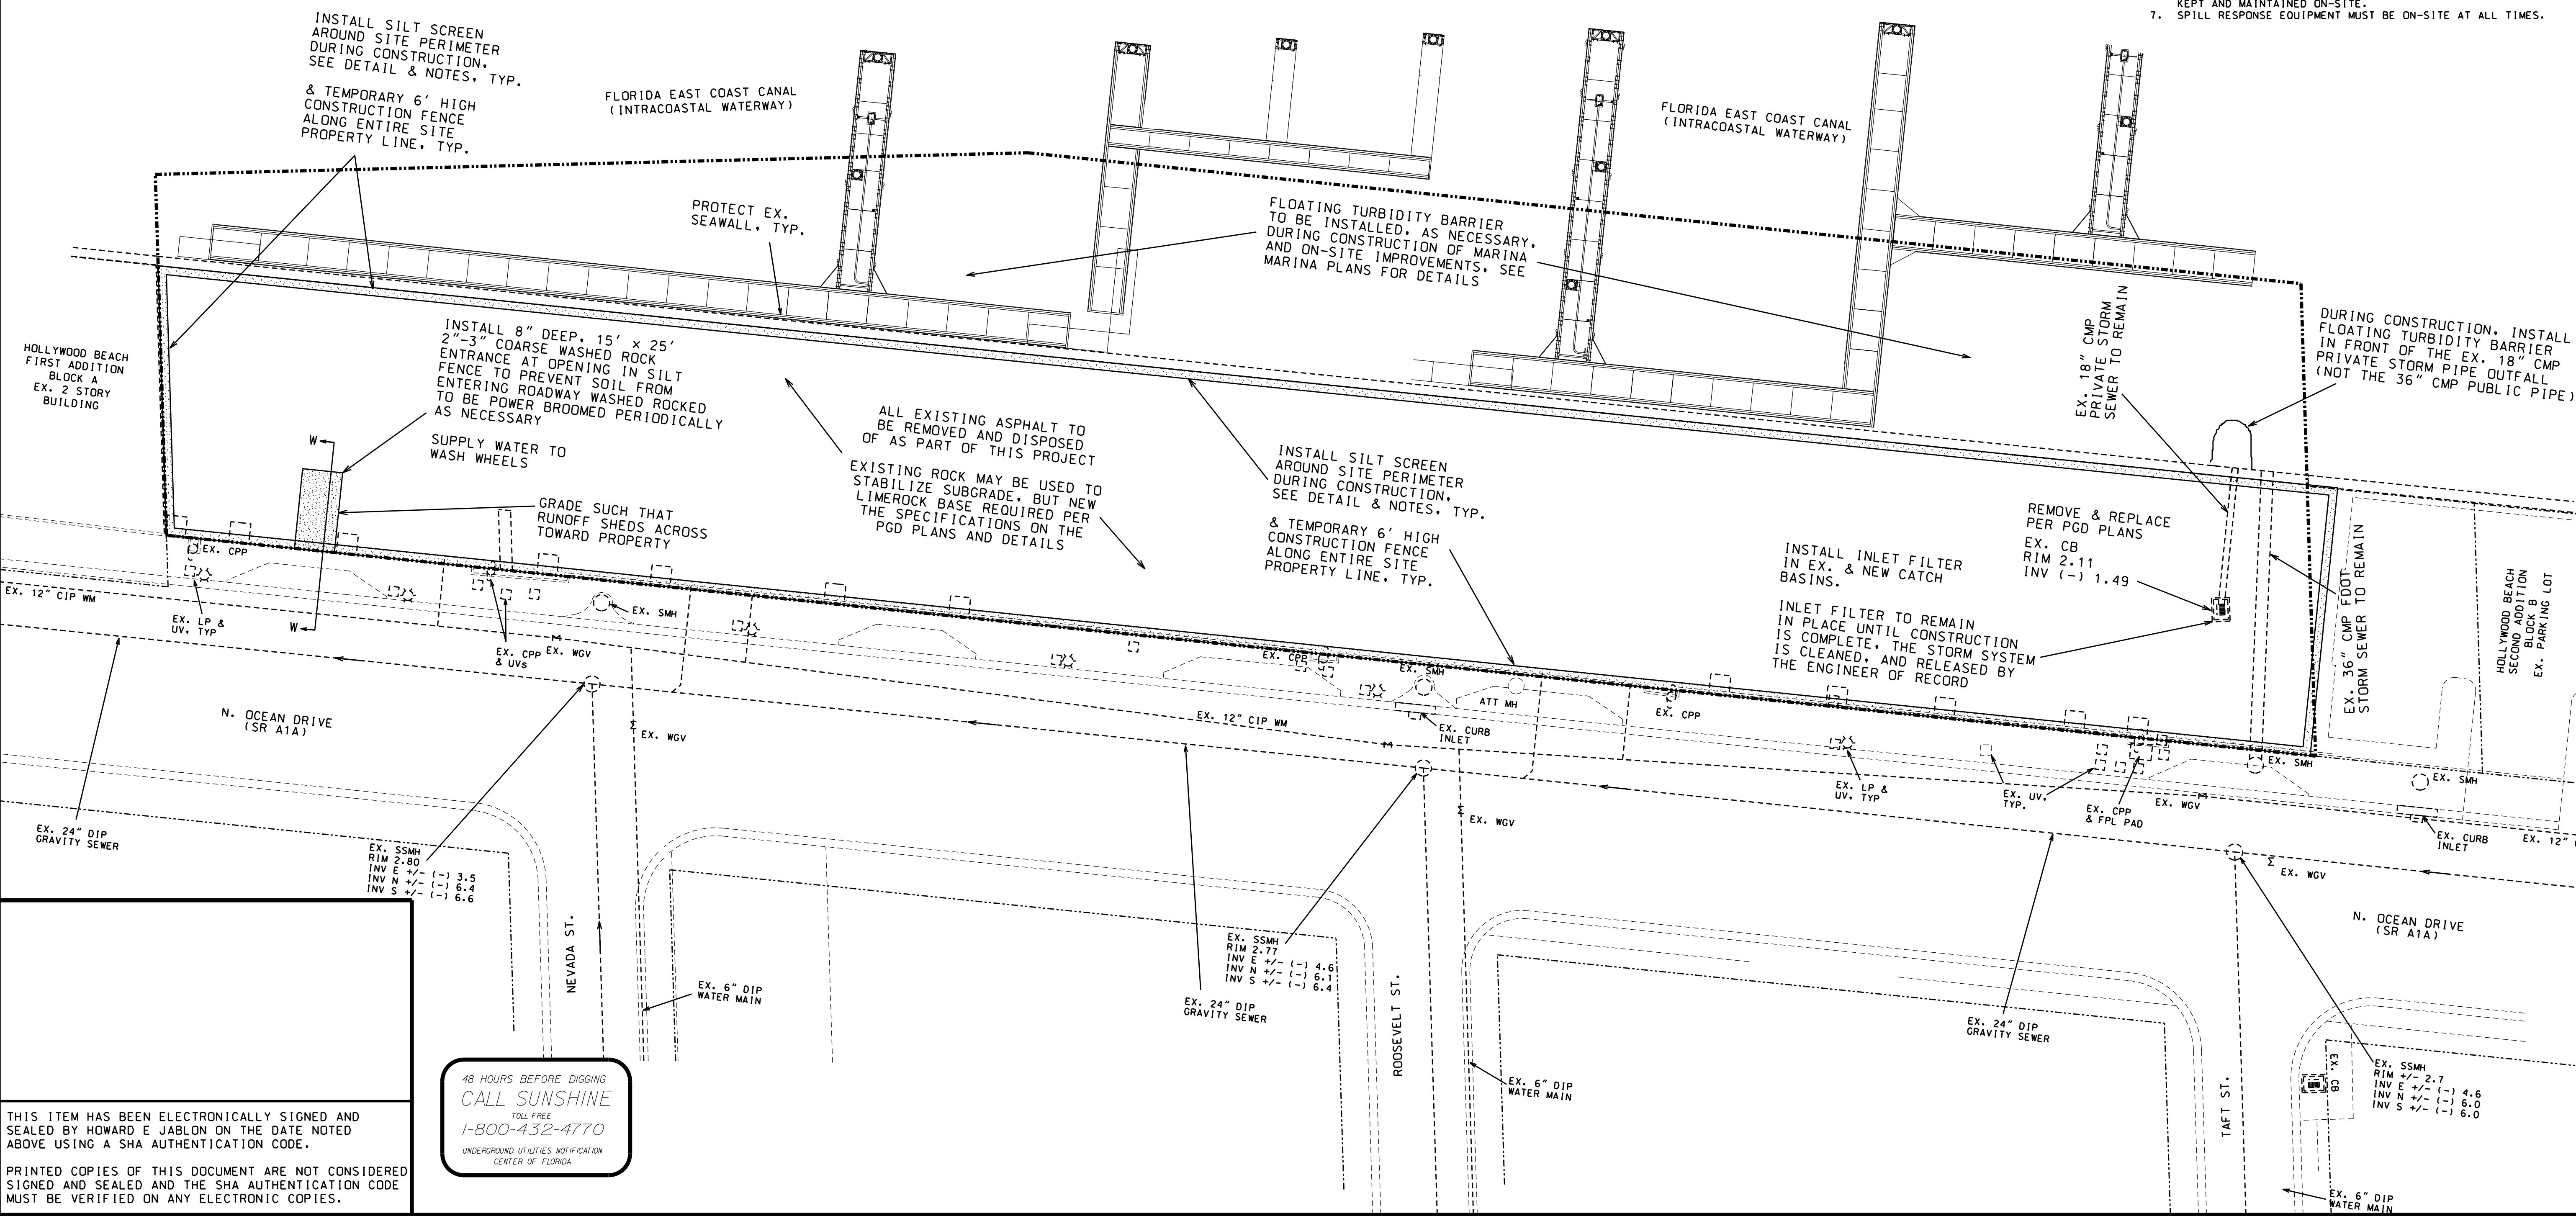 KEPT AND MAINTAINED ON-SITE.
7. SPILL RESPONSE EQUIPMENT MUST BE ON-SITE AT ALL TIMES.
INSTALL SILT SCREEN
AROUND SITE PERIMETER
DURING CONSTRUCTION,
SEE DETAIL & NOTES, TYP.
& TEMPORARY 6' HIGH
CONSTRUCTION FENCE
ALONG ENTIRE SITE
PROPERTY LINE, TYP.
FLORIDA EAST COAST CANAL
(INTRACOASTAL WATERWAY)
FLORIDA EAST COAST CANAL
(INTRACOASTAL WATERWAY)
PROTECT EX.
SEAWALL, TYP.
FLOATING TURBIDITY BARRIER
TO BE INSTALLED, AS NECESSARY,
DURING CONSTRUCTION OF MARINA
AND ON-SITE IMPROVEMENTS, SEE
MARINA PLANS FOR DETAILS
EX. 18" CMP
PRIVATE STORM
SEWER TO REMAIN
DURING CONSTRUCTION, INSTALL
FLOATING TURBIDITY BARRIER
IN FRONT OF THE EX. 18" CMP
PRIVATE STORM PIPE OUTFALL
(NOT THE 36" CMP PUBLIC PIPE)
HOLLYWOOD BEACH
FIRST ADDITION
BLOCK A
EX. 2 STORY
BUILDING
INSTALL 8" DEEP, 15' x 25'
2"-3" COARSE WASHED ROCK
ENTRANCE AT OPENING IN SILT
FENCE TO PREVENT SOIL FROM
ENTERING ROADWAY WASHED ROCKED
TO BE POWER BROOMED PERIODICALLY
AS NECESSARY
SUPPLY WATER TO
WASH WHEELS
W
W
GRADE SUCH THAT
RUNOFF SHEDS ACROSS
TOWARD PROPERTY
ALL EXISTING ASPHALT TO
BE REMOVED AND DISPOSED
OF AS PART OF THIS PROJECT
EXISTING ROCK MAY BE USED TO
STABILIZE SUBGRADE, BUT NEW
LIMEROCK BASE REQUIRED PER
THE SPECIFICATIONS ON THE
PGD PLANS AND DETAILS
INSTALL SILT SCREEN
AROUND SITE PERIMETER
DURING CONSTRUCTION,
SEE DETAIL & NOTES, TYP.
& TEMPORARY 6' HIGH
CONSTRUCTION FENCE
ALONG ENTIRE SITE
PROPERTY LINE, TYP.
REMOVE & REPLACE
PER PGD PLANS
EX. CB
RIM 2.11
INV (-) 1.49
INSTALL INLET FILTER
IN EX. & NEW CATCH
BASINS.
INLET FILTER TO REMAIN
IN PLACE UNTIL CONSTRUCTION
IS COMPLETE, THE STORM SYSTEM
IS CLEANED, AND RELEASED BY
THE ENGINEER OF RECORD
EX. 36" CMP FDOT
STORM SEWER TO REMAIN
HOLLYWOOD BEACH
SECOND ADDITION
BLOCK B
EX. PARKING LOT
EX. CPP
EX. 12" CIP WM
EX. LP &
UV, TYP
EX. CPP
& UVs
EX. WGV
EX. SMH
EX. CPP
EX. SMH
ATT MH
EX. CPP
EX. 12" CIP WM
EX. CURB
INLET
EX. WGV
EX. WGV
EX. LP &
UV, TYP
EX. UV,
TYP.
EX. CPP
& FPL PAD
EX. WGV
EX. SMH
EX. SMH
EX. CURB
INLET
EX. 12"
EX. WGV
N. OCEAN DRIVE
(SR A1A)
N. OCEAN DRIVE
(SR A1A)
EX. 24" DIP
GRAVITY SEWER
EX. SSMH
RIM 2.80
INV E +/- (-) 3.5
INV N +/- (-) 6.4
INV S +/- (-) 6.6
NEVADA ST.
EX. 6" DIP
WATER MAIN
EX. 24" DIP
GRAVITY SEWER
EX. SSMH
RIM 2.77
INV E +/- (-) 4.6
INV N +/- (-) 6.1
INV S +/- (-) 6.4
ROOSEVELT ST.
EX. 6" DIP
WATER MAIN
EX. 24" DIP
GRAVITY SEWER
TAFT ST.
EX. CB
EX. SSMH
RIM +/- 2.7
INV E +/- (-) 4.6
INV N +/- (-) 6.0
INV S +/- (-) 6.0
EX. 6" DIP
WATER MAIN
48 HOURS BEFORE DIGGING
CALL SUNSHINE
TOLL FREE
1-800-432-4770
UNDERGROUND UTILITIES NOTIFICATION
CENTER OF FLORIDA
THIS ITEM HAS BEEN ELECTRONICALLY SIGNED AND
SEALED BY HOWARD E JABLON ON THE DATE NOTED
ABOVE USING A SHA AUTHENTICATION CODE.
PRINTED COPIES OF THIS DOCUMENT ARE NOT CONSIDERED
SIGNED AND SEALED AND THE SHA AUTHENTICATION CODE
MUST BE VERIFIED ON ANY ELECTRONIC COPIES.